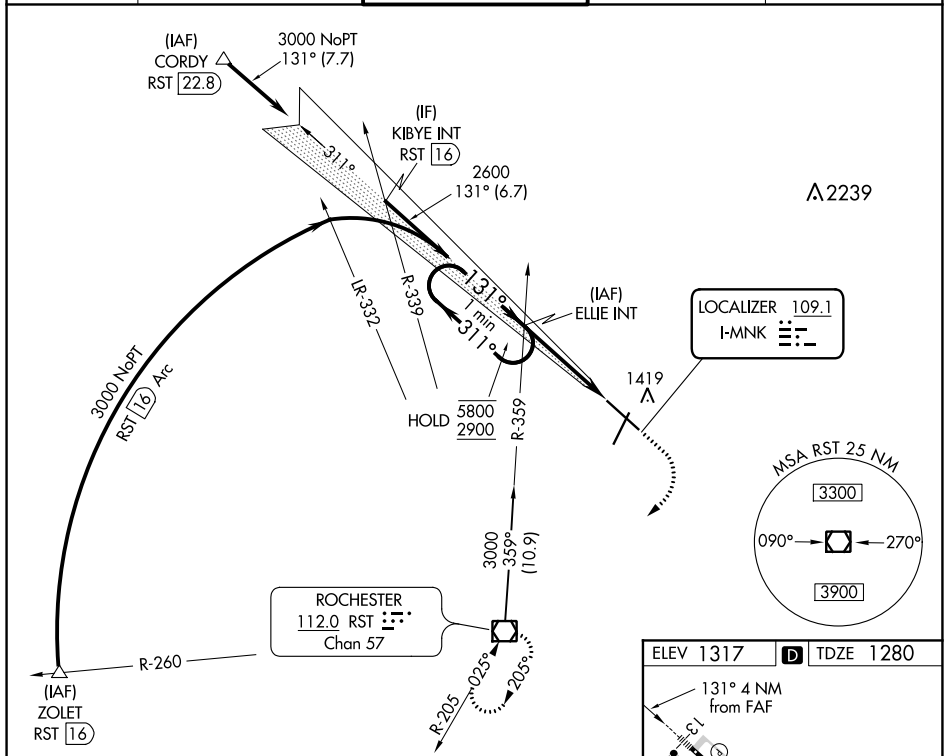 (IAF)
CORDY
RST 22.8
3000 NoPT
131° (7.7)
(IF)
KIBYE INT
RST 16
311°
2600
131° (6.7)
2239
131°
1 min
311°
(IAF)
ELLIE INT
LOCALIZER 109.1
I-MNK
LR-332
R-339
3000 NoPT
RST 16 Arc
HOLD
5800
2900
R-359
1419
MSA RST 25 NM
3300
090°
270°
3900
3000
359°
(10.9)
ROCHESTER
112.0 RST
Chan 57
R-260
(IAF)
ZOLET
RST 16
025°
205°
R-205
ELEV 1317
D
TDZE 1280
131° 4 NM
from FAF
13
P